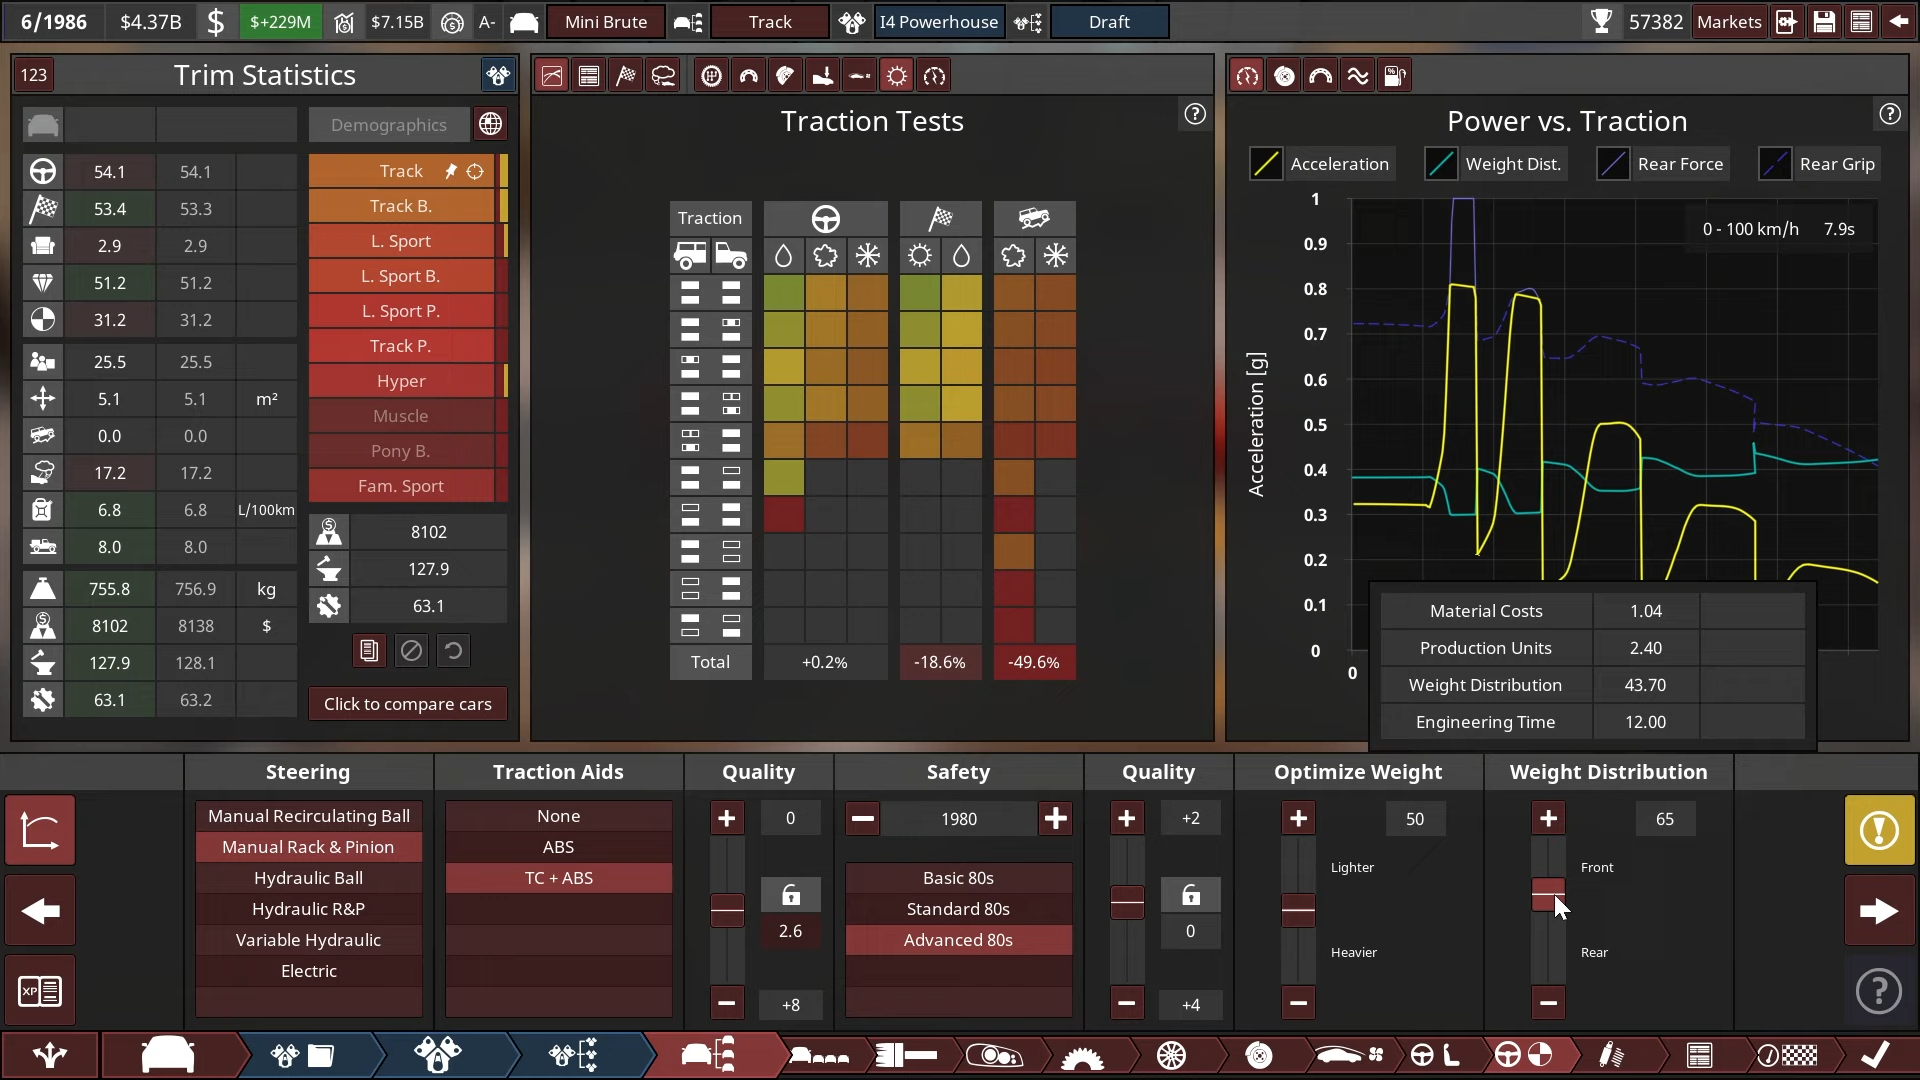 6/1986 $4.37B $+229M $7.15B A- Mini Brute Track I4 Powerhouse Draft 57382 Markets
123 Trim Statistics
Demographics
54.1 54.1
53.4 53.3
2.9 2.9
51.2 51.2
31.2 31.2
25.5 25.5
5.1 5.1 m²
0.0 0.0
17.2 17.2
6.8 6.8 L/100km
8.0 8.0
755.8 756.9 kg
8102 8138 $
127.9 128.1
63.1 63.2
Track
Track B.
L. Sport
L. Sport B.
L. Sport P.
Track P.
Hyper
Muscle
Pony B.
Fam. Sport
8102
127.9
63.1
Click to compare cars
Traction Tests
?
Traction
Total +0.2% -18.6% -49.6%
Power vs. Traction
?
Acceleration Weight Dist. Rear Force Rear Grip
0 - 100 km/h 7.9s
Acceleration [g]
1
0.9
0.8
0.7
0.6
0.5
0.4
0.3
0.2
0.1
0
0
Material Costs 1.04
Production Units 2.40
Weight Distribution 43.70
Engineering Time 12.00
Steering
Manual Recirculating Ball
Manual Rack & Pinion
Hydraulic Ball
Hydraulic R&P
Variable Hydraulic
Electric
Traction Aids
None
ABS
TC + ABS
Quality
0
2.6
+8
Safety
1980
Basic 80s
Standard 80s
Advanced 80s
Quality
+2
0
+4
Optimize Weight
50
Lighter
Heavier
Weight Distribution
65
Front
Rear
XP
?